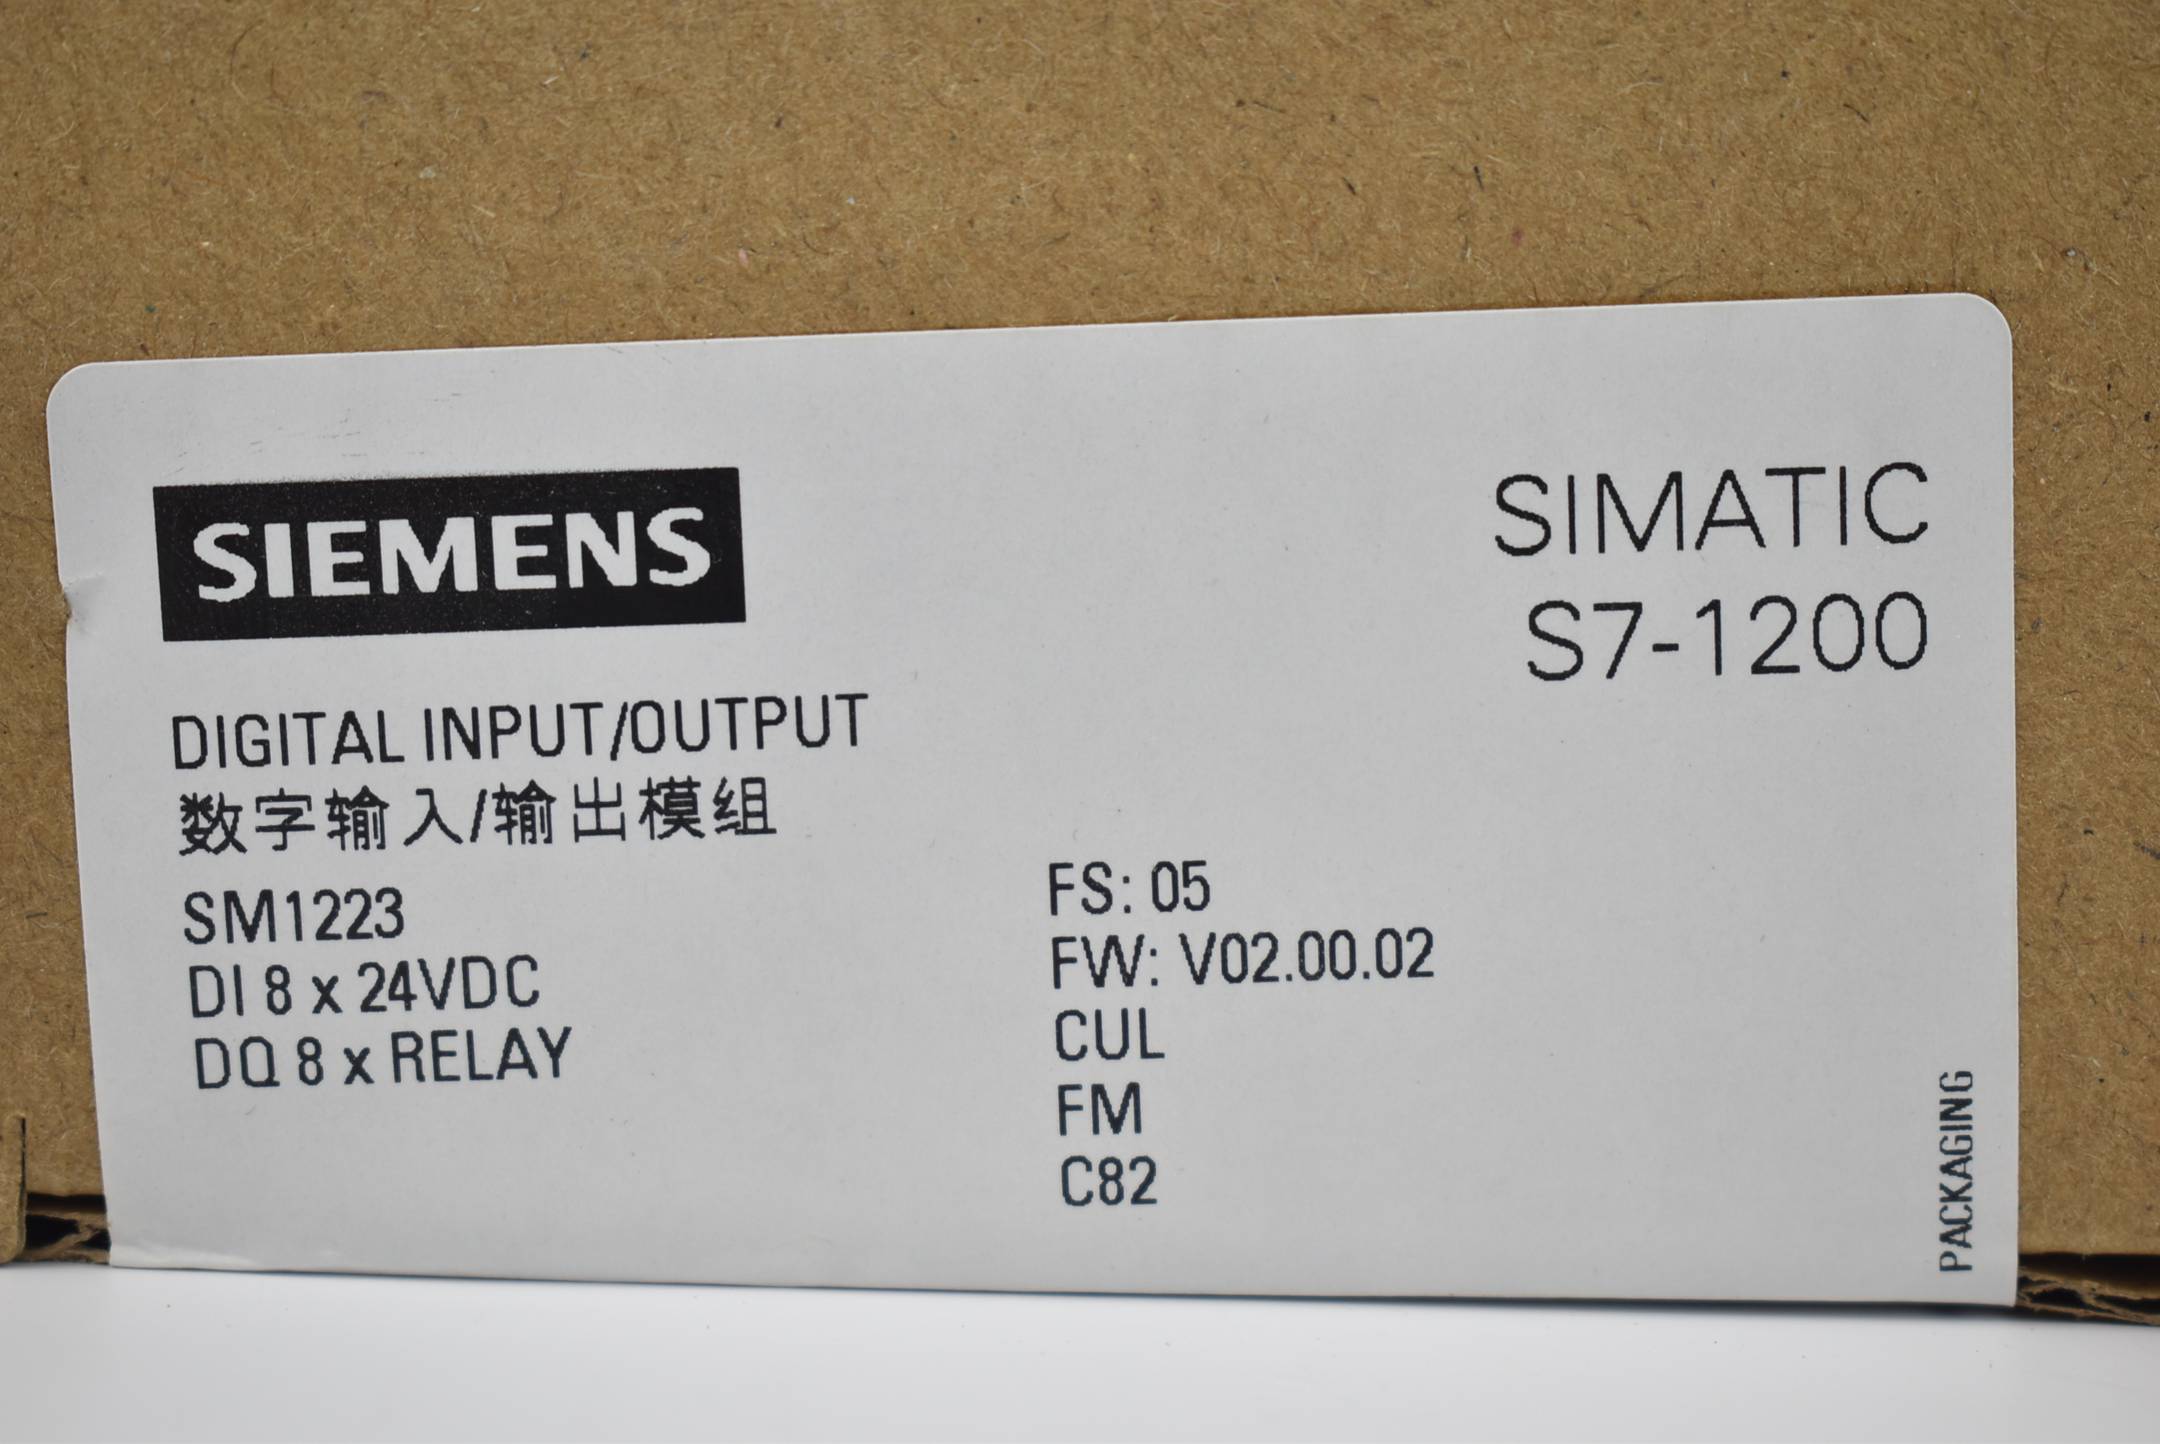 SIEMENS
SIMATIC
S7-1200
DIGITAL INPUT/OUTPUT
数字输入/输出模组
SM1223
DI 8 x 24VDC
DQ 8 x RELAY
FS: 05
FW: V02.00.02
CUL
FM
C82
PACKAGING